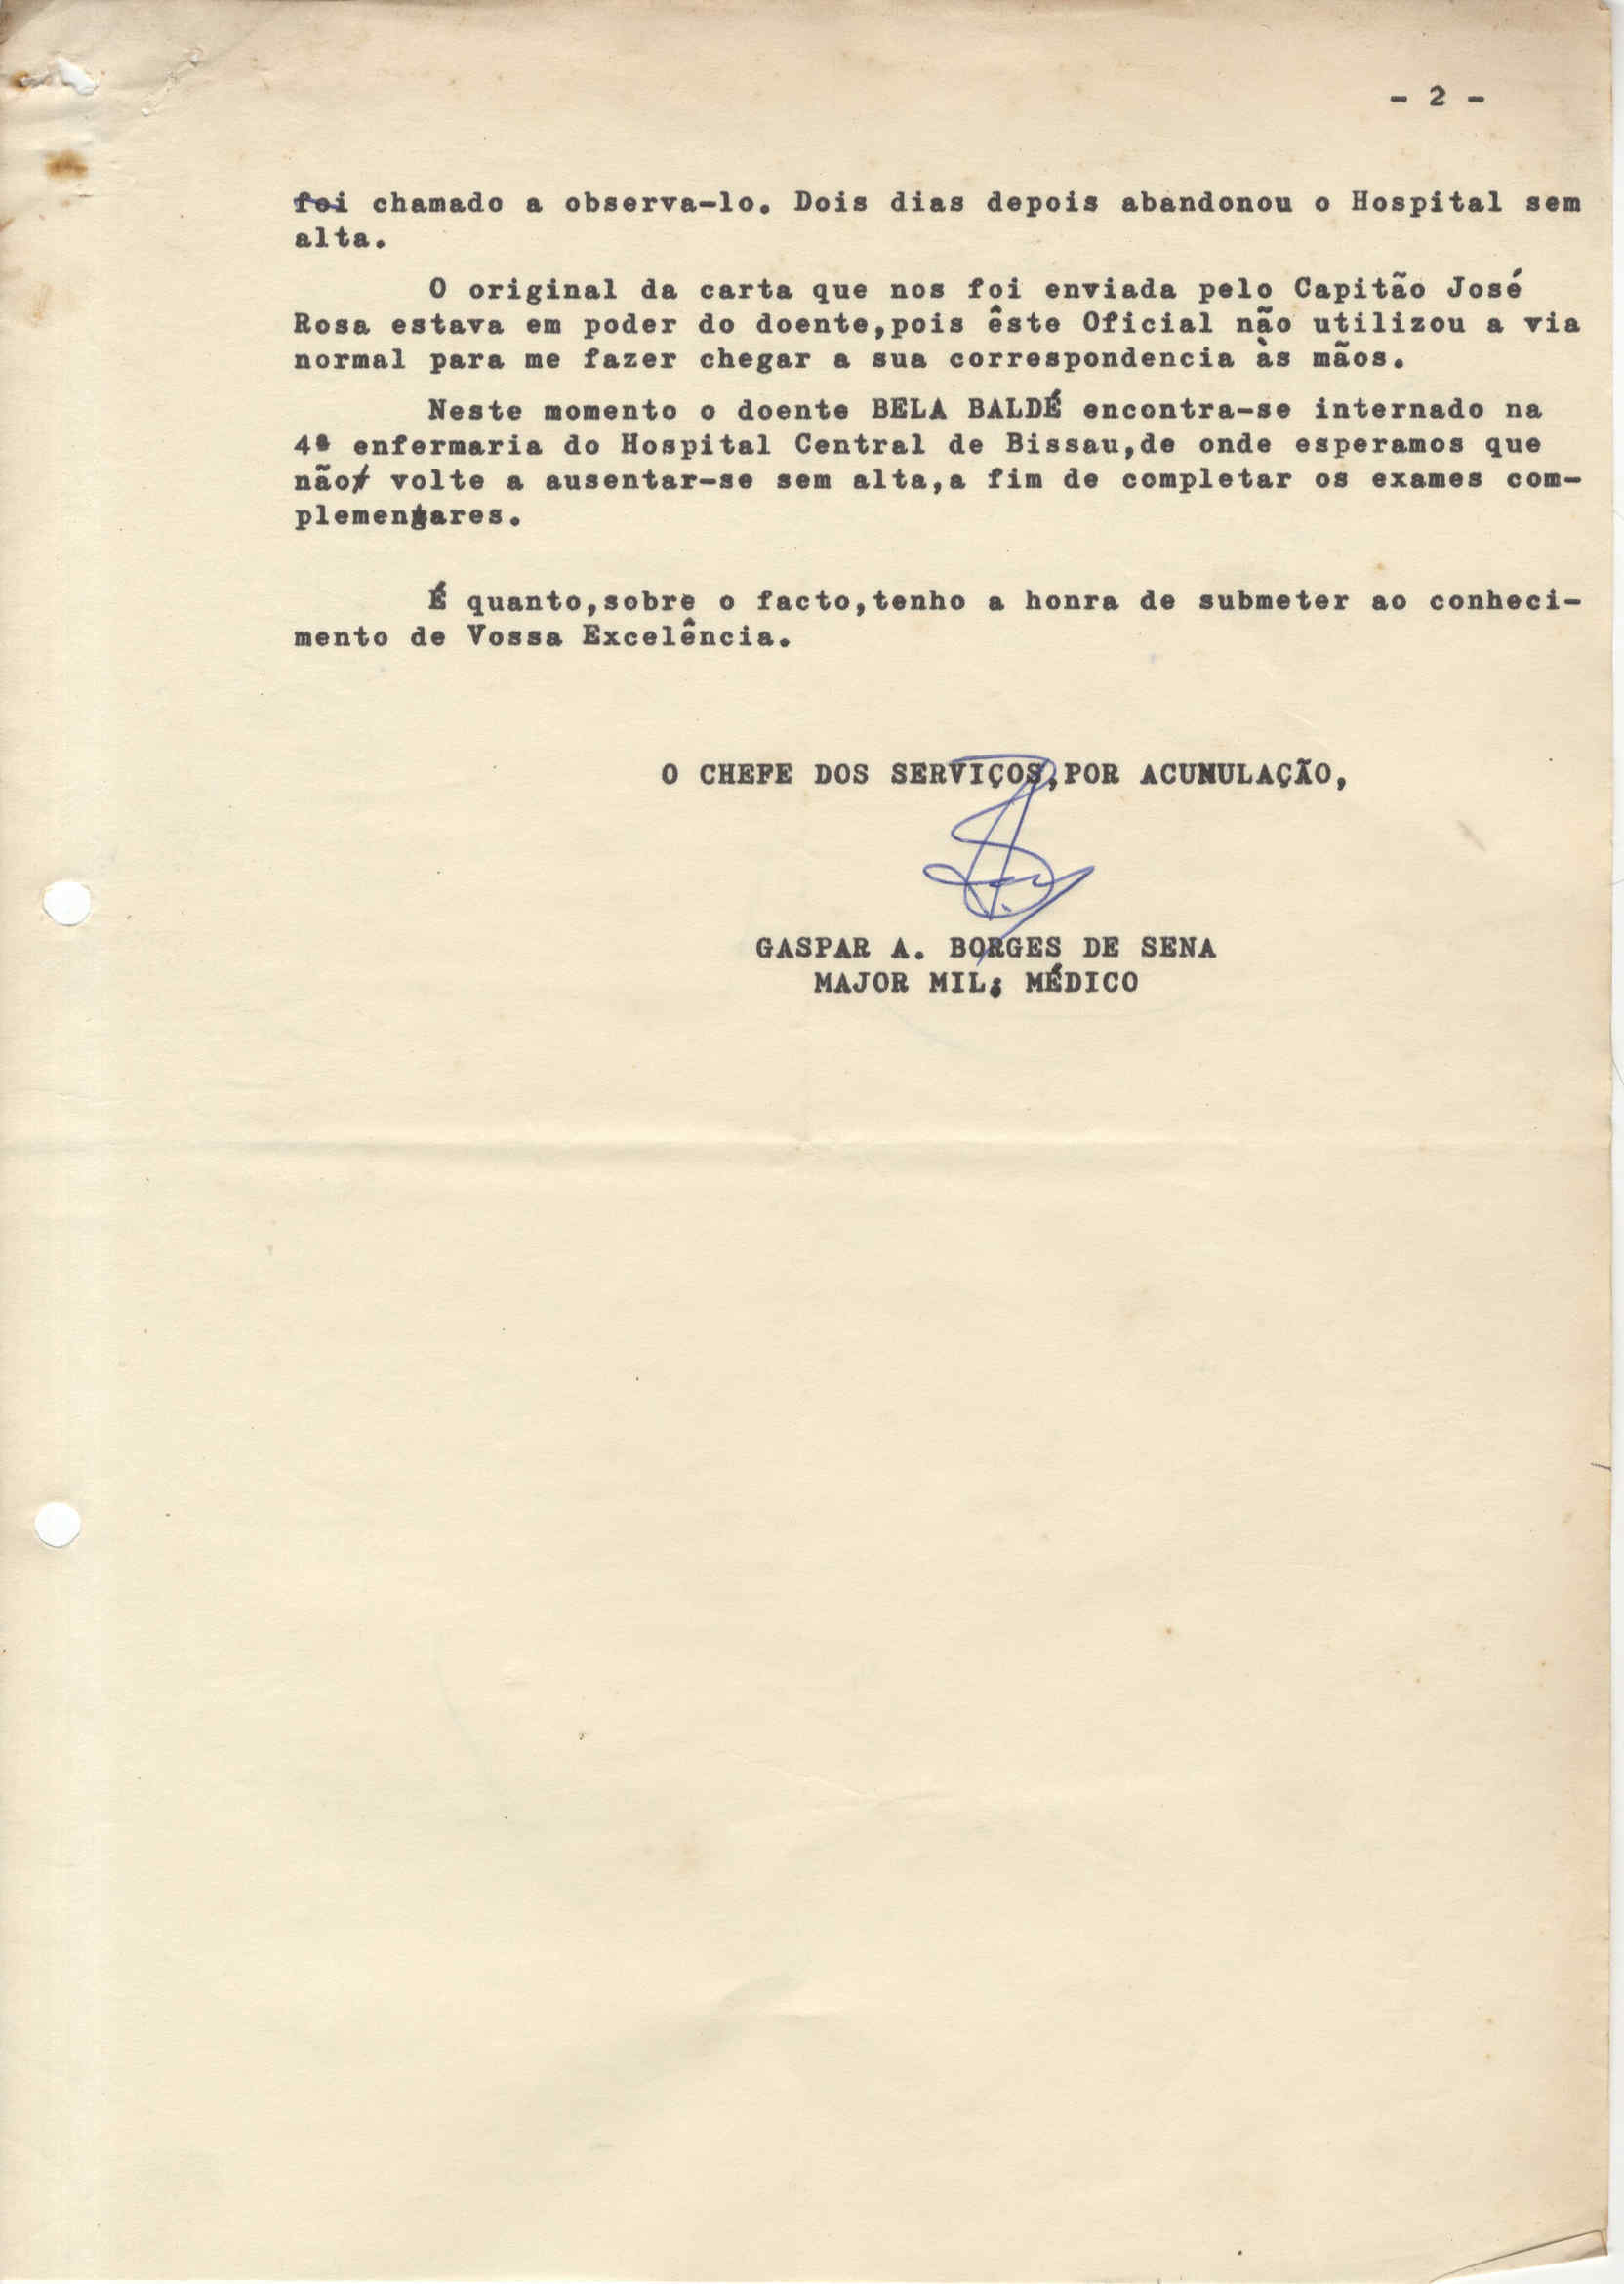 - 2 -
foi chamado a observa-lo. Dois dias depois abandonou o Hospital sem
alta.
O original da carta que nos foi enviada pelo Capitão José
Rosa estava em poder do doente,pois êste Oficial não utilizou a via
normal para me fazer chegar a sua correspondencia às mãos.
Neste momento o doente BELA BALDÉ encontra-se internado na
4ª enfermaria do Hospital Central de Bissau,de onde esperamos que
não volte a ausentar-se sem alta,a fim de completar os exames com-
plementares.
É quanto,sobre o facto,tenho a honra de submeter ao conheci-
mento de Vossa Excelência.
O CHEFE DOS SERVIÇOS,POR ACUMULAÇÃO,
GASPAR A. BORGES DE SENA
MAJOR MIL. MÉDICO